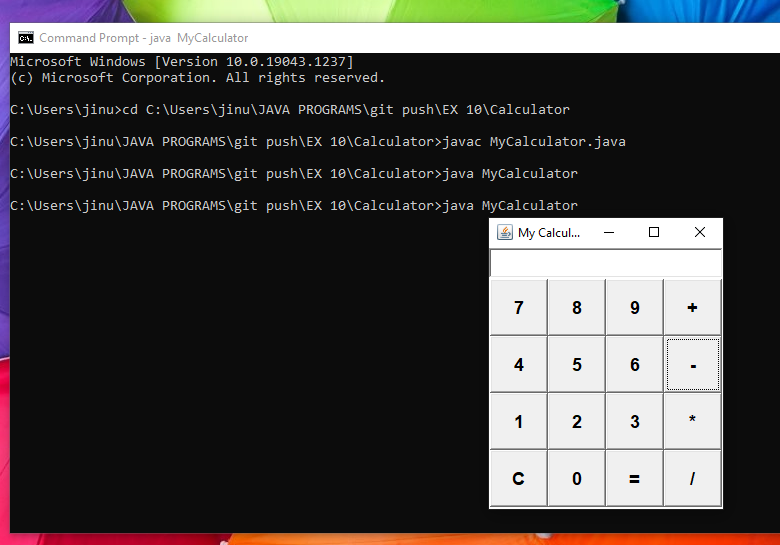 Command Prompt - java  MyCalculator
Microsoft Windows [Version 10.0.19043.1237]
(c) Microsoft Corporation. All rights reserved.
C:\Users\jinu>cd C:\Users\jinu\JAVA PROGRAMS\git push\EX 10\Calculator
C:\Users\jinu\JAVA PROGRAMS\git push\EX 10\Calculator>javac MyCalculator.java
C:\Users\jinu\JAVA PROGRAMS\git push\EX 10\Calculator>java MyCalculator
C:\Users\jinu\JAVA PROGRAMS\git push\EX 10\Calculator>java MyCalculator
My Calcul...
7 8 9 +
4 5 6 -
1 2 3 *
C 0 = /